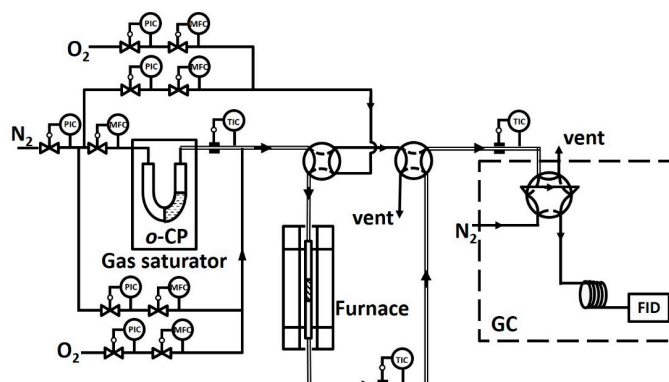 PIC
MFC
O2
PIC
MFC
N2
PIC
MFC
TIC
TIC
vent
o-CP
Gas saturator
vent
N2
PIC
MFC
Furnace
FID
GC
O2
PIC
MFC
TIC